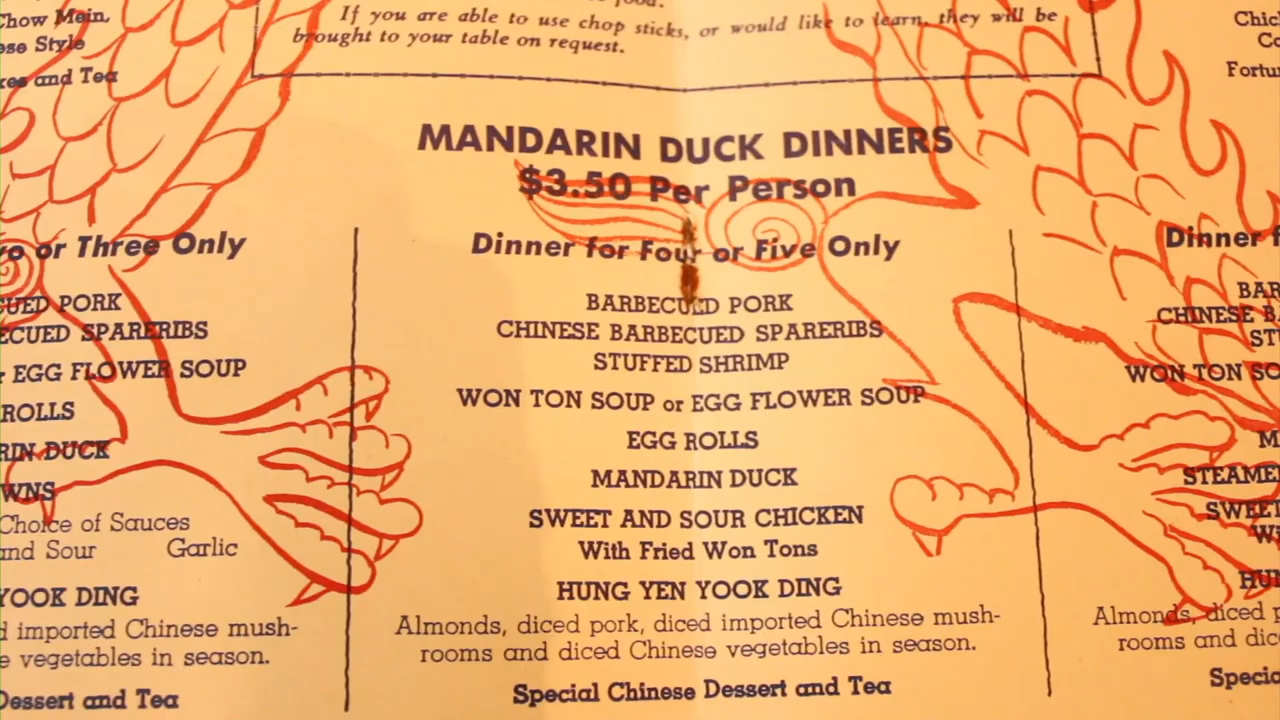 Chow Mein,
Style
and Tea
If you are able to use chop sticks, or would like to learn, they will be
brought to your table on request.
MANDARIN DUCK DINNERS
$3.50 Per Person
or Three Only
PORK
SPARERIBS
EGG FLOWER SOUP
ROLLS
DUCK
Choice of Sauces
and Sour Garlic
YOOK DING
imported Chinese mush-
vegetables in season.
Dessert and Tea
Dinner for Four or Five Only
BARBECUED PORK
CHINESE BARBECUED SPARERIBS
STUFFED SHRIMP
WON TON SOUP or EGG FLOWER SOUP
EGG ROLLS
MANDARIN DUCK
SWEET AND SOUR CHICKEN
With Fried Won Tons
HUNG YEN YOOK DING
Almonds, diced pork, diced imported Chinese mush-
rooms and diced Chinese vegetables in season.
Special Chinese Dessert and Tea
Dinner
CHINESE
WON TON
Almonds, diced
rooms and